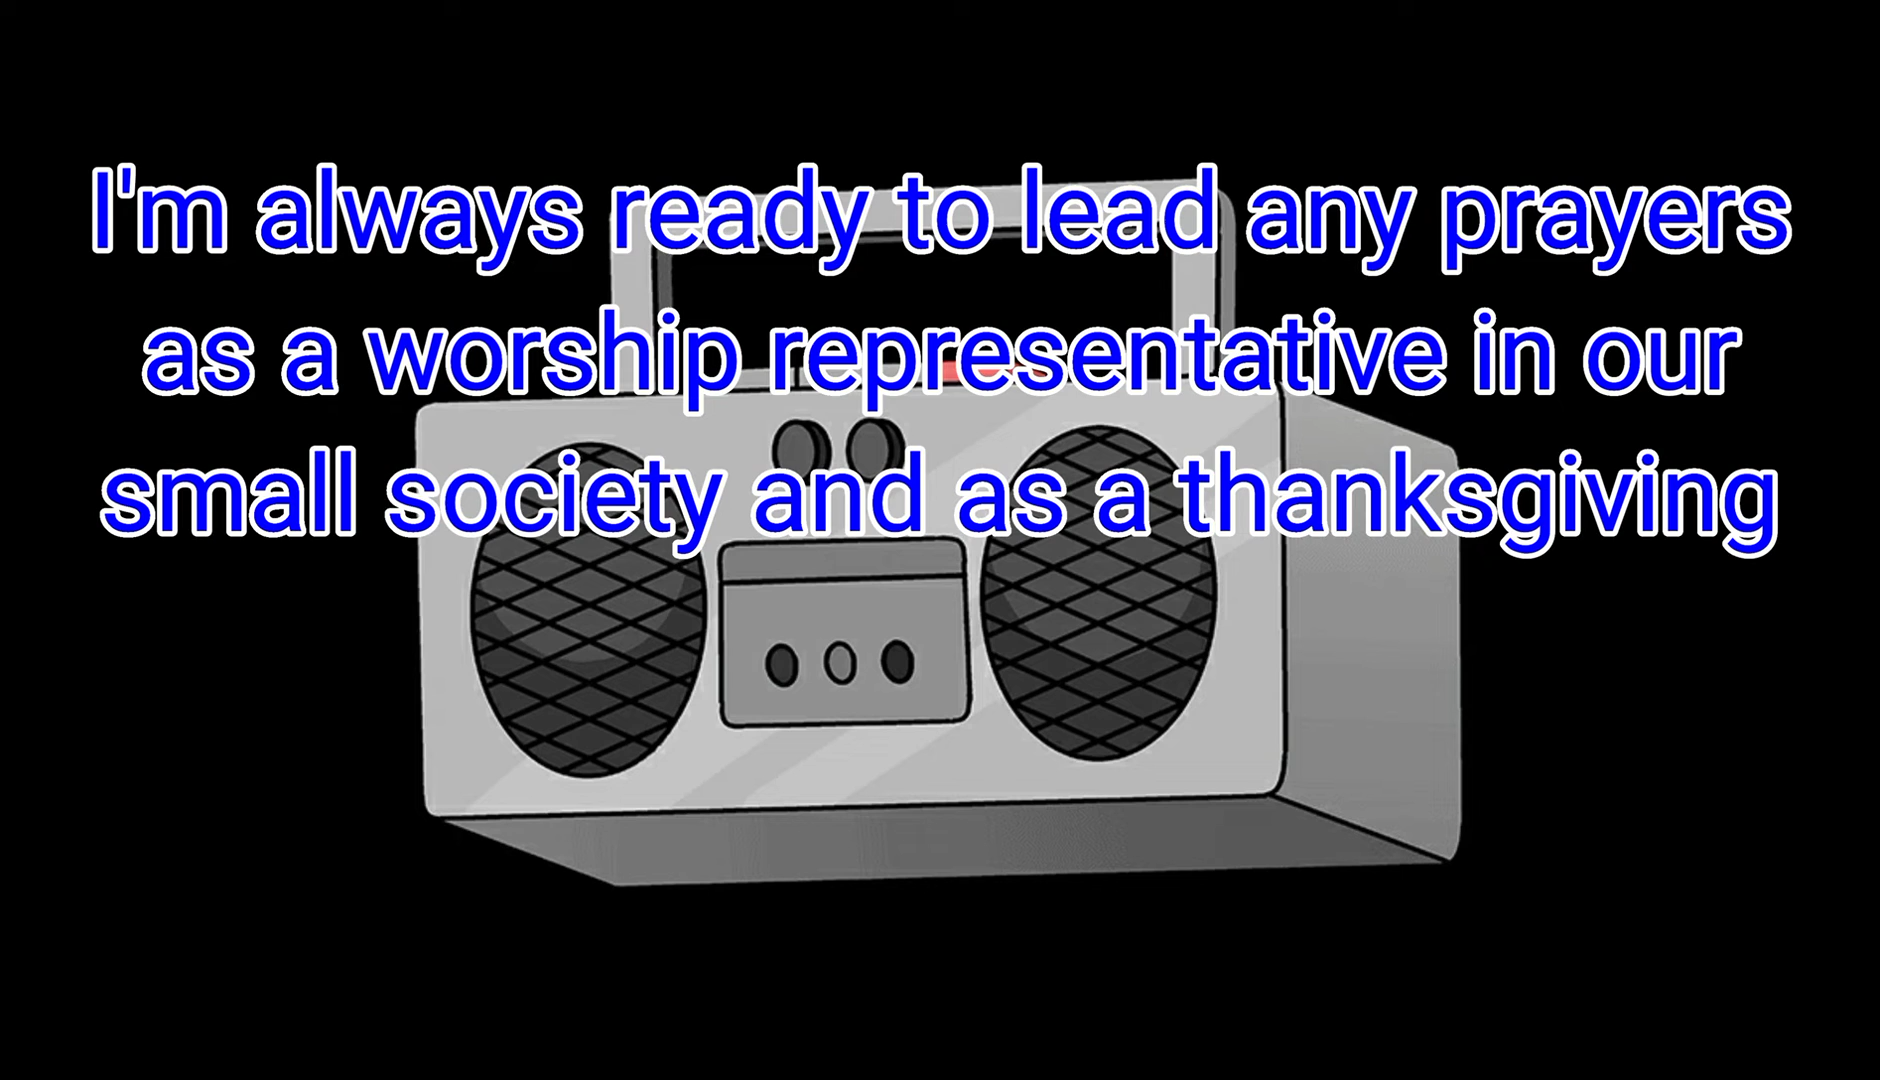 I'm always ready to lead any prayers
as a worship representative in our
small society and as a thanksgiving